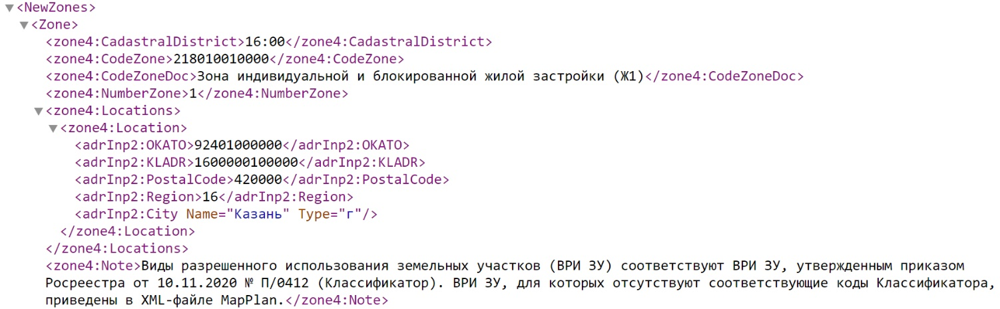 ▼<NewZones>
▼<Zone>
<zone4:CadastralDistrict>16:00</zone4:CadastralDistrict>
<zone4:CodeZone>218010010000</zone4:CodeZone>
<zone4:CodeZoneDoc>Зона индивидуальной и блокированной жилой застройки (Ж1)</zone4:CodeZoneDoc>
<zone4:NumberZone>1</zone4:NumberZone>
▼<zone4:Locations>
▼<zone4:Location>
<adrInp2:OKATO>92401000000</adrInp2:OKATO>
<adrInp2:KLADR>1600000100000</adrInp2:KLADR>
<adrInp2:PostalCode>420000</adrInp2:PostalCode>
<adrInp2:Region>16</adrInp2:Region>
<adrInp2:City Name="Казань" Type="г"/>
</zone4:Location>
</zone4:Locations>
<zone4:Note>Виды разрешенного использования земельных участков (ВРИ ЗУ) соответствуют ВРИ ЗУ, утвержденным приказом
Росреестра от 10.11.2020 № П/0412 (Классификатор). ВРИ ЗУ, для которых отсутствуют соответствующие коды Классификатора,
приведены в XML-файле MapPlan.</zone4:Note>